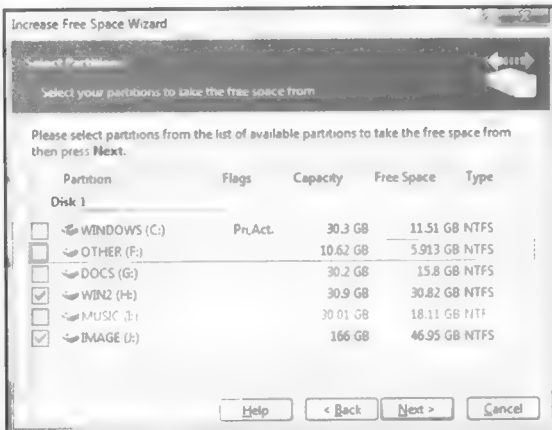 Increase Free Space Wizard
Select Partition
Select your partitions to take the free space from
Please select partitions from the list of available partitions to take the free space from
then press Next.
Partition Flags Capacity Free Space Type
Disk 1
WINDOWS (C:) Pri,Act. 30.3 GB 11.51 GB NTFS
OTHER (F:) 10.62 GB 5.913 GB NTFS
DOCS (G:) 30.2 GB 15.8 GB NTFS
WIN2 (H:) 30.9 GB 30.82 GB NTFS
MUSIC (I:) 30.01 GB 18.11 GB NTF
IMAGE (J:) 166 GB 46.95 GB NTFS
Help < Back Next > Cancel